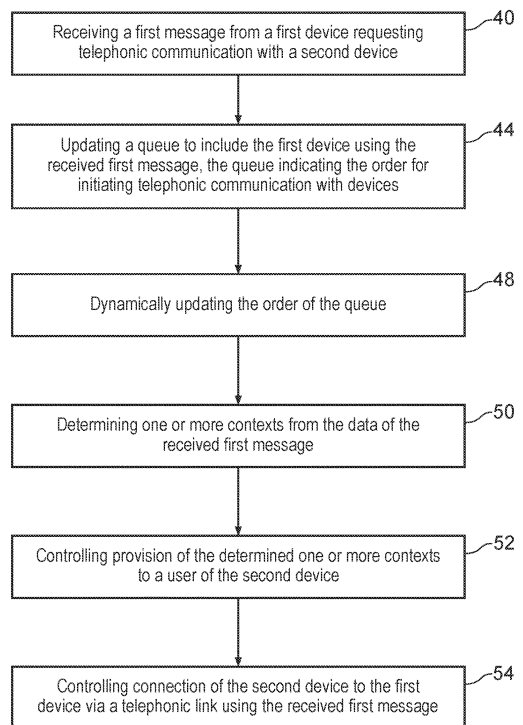 40
Receiving a first message from a first device requesting
telephonic communication with a second device
44
Updating a queue to include the first device using the
received first message, the queue indicating the order for
initiating telephonic communication with devices
48
Dynamically updating the order of the queue
50
Determining one or more contexts from the data of the
received first message
52
Controlling provision of the determined one or more contexts
to a user of the second device
54
Controlling connection of the second device to the first
device via a telephonic link using the received first message